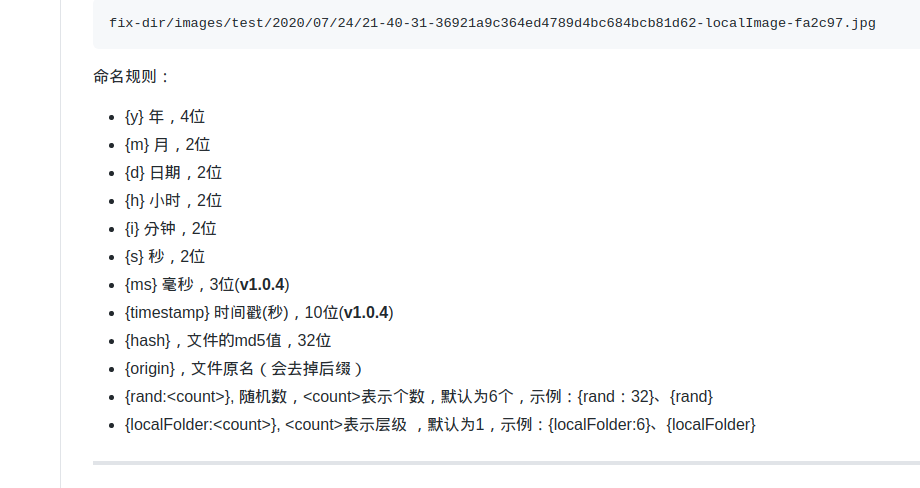 fix-dir/images/test/2020/07/24/21-40-31-36921a9c364ed4789d4bc684bcb81d62-localImage-fa2c97.jpg
命名规则：
{y} 年，4位
{m} 月，2位
{d} 日期，2位
{h} 小时，2位
{i} 分钟，2位
{s} 秒，2位
{ms} 毫秒，3位(v1.0.4)
{timestamp} 时间戳(秒)，10位(v1.0.4)
{hash}，文件的md5值，32位
{origin}，文件原名（会去掉后缀）
{rand:<count>}, 随机数，<count>表示个数，默认为6个，示例：{rand：32}、{rand}
{localFolder:<count>}, <count>表示层级 ，默认为1，示例：{localFolder:6}、{localFolder}